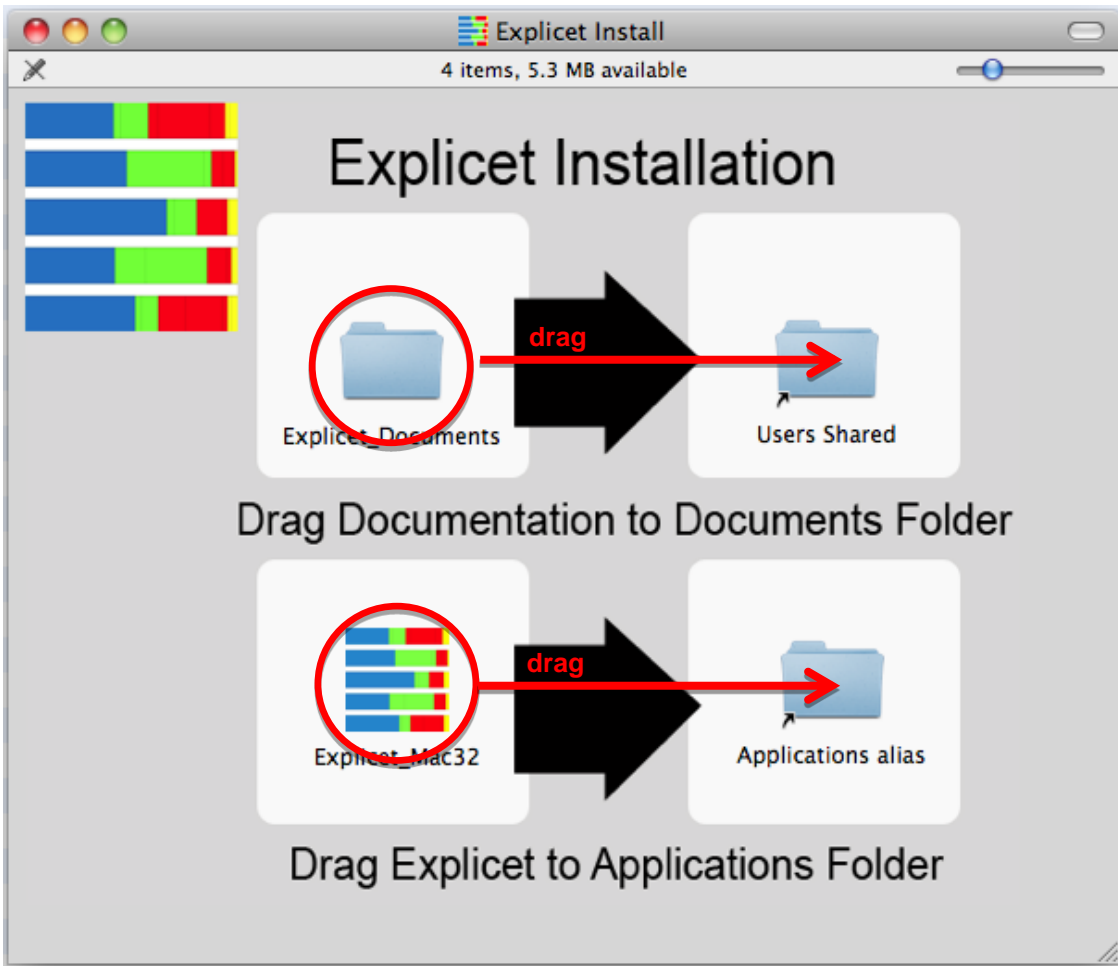 Explicet Install
4 items, 5.3 MB available
Explicet Installation
drag
Explicet_Documents
Users Shared
Drag Documentation to Documents Folder
drag
Explicet_Mac32
Applications alias
Drag Explicet to Applications Folder